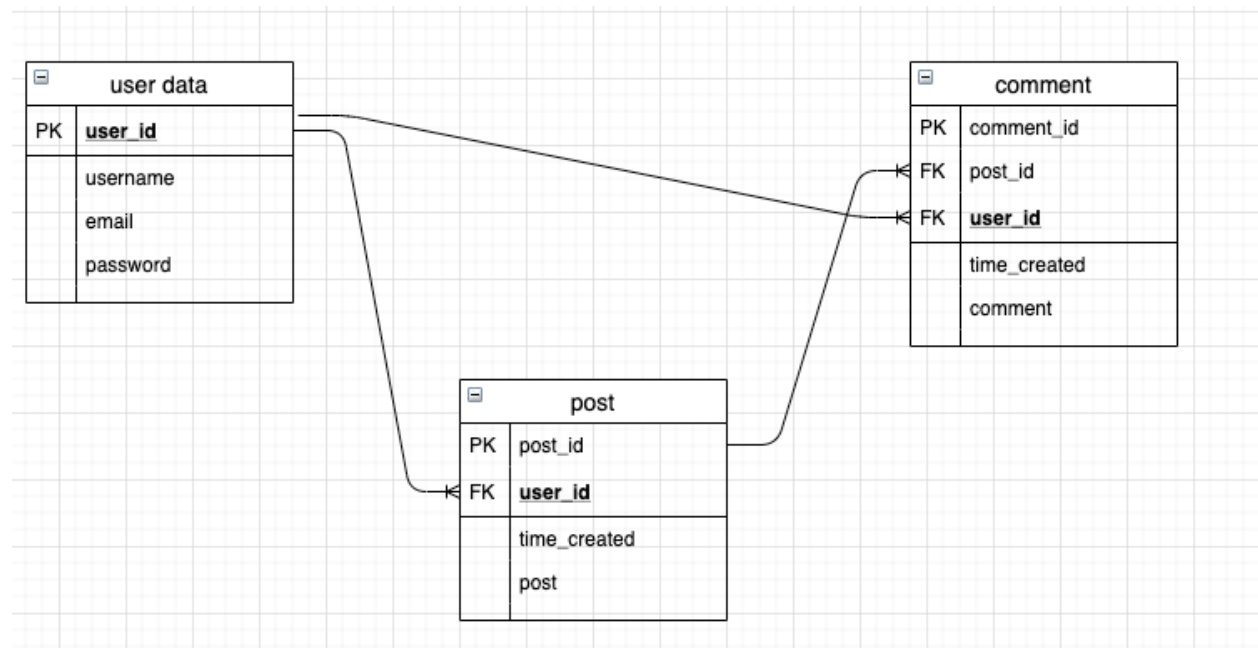 user data
PK user_id
username
email
password
comment
PK comment_id
FK post_id
FK user_id
time_created
comment
post
PK post_id
FK user_id
time_created
post